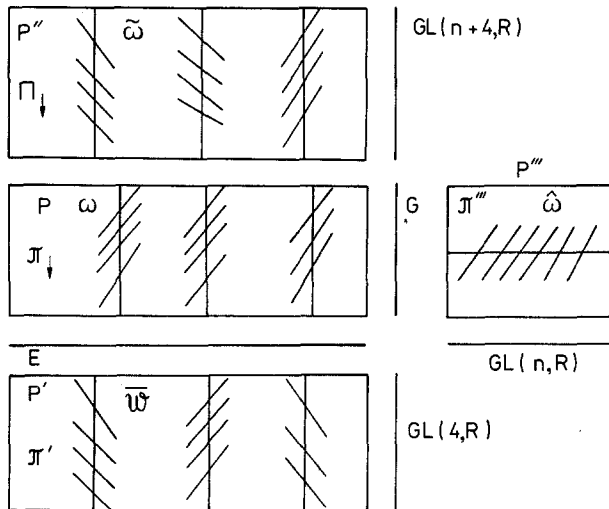 P″ ω̃ GL(n+4,R)
Π↓
P‴
P ω G π‴ ω̂
π↓
E GL(n,R)
P′ w̅
π′ GL(4,R)